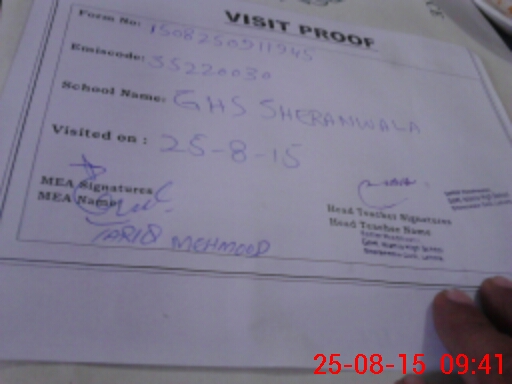 VISIT PROOF
Form No: 150825091945
Emiscode: 35220030
School Name: GHS SHERANWALA
Visited on : 25-8-15
MEA Signatures
MEA Name
TARIQ MEHMOOD
Head Teacher Signatures
Head Teacher Name
25-08-15 09:41